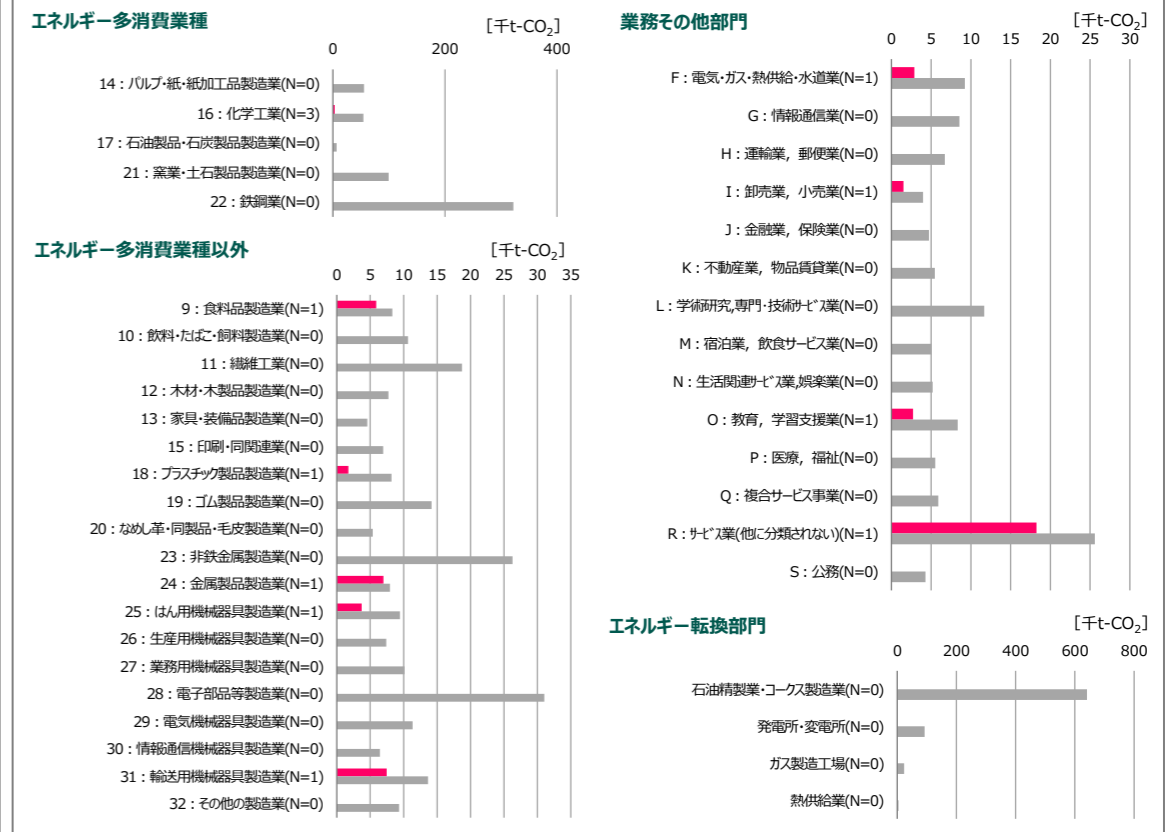 エネルギー多消費業種
[千t-CO₂]
0 200 400
14：パルプ・紙・紙加工品製造業(N=0)
16：化学工業(N=3)
17：石油製品・石炭製品製造業(N=0)
21：窯業・土石製品製造業(N=0)
22：鉄鋼業(N=0)
エネルギー多消費業種以外
[千t-CO₂]
0 5 10 15 20 25 30 35
9：食料品製造業(N=1)
10：飲料・たばこ・飼料製造業(N=0)
11：繊維工業(N=0)
12：木材・木製品製造業(N=0)
13：家具・装備品製造業(N=0)
15：印刷・同関連業(N=0)
18：プラスチック製品製造業(N=1)
19：ゴム製品製造業(N=0)
20：なめし革・同製品・毛皮製造業(N=0)
23：非鉄金属製造業(N=0)
24：金属製品製造業(N=1)
25：はん用機械器具製造業(N=1)
26：生産用機械器具製造業(N=0)
27：業務用機械器具製造業(N=0)
28：電子部品等製造業(N=0)
29：電気機械器具製造業(N=0)
30：情報通信機械器具製造業(N=0)
31：輸送用機械器具製造業(N=1)
32：その他の製造業(N=0)
業務その他部門
[千t-CO₂]
0 5 10 15 20 25 30
F：電気・ガス・熱供給・水道業(N=1)
G：情報通信業(N=0)
H：運輸業，郵便業(N=0)
I：卸売業，小売業(N=1)
J：金融業，保険業(N=0)
K：不動産業，物品賃貸業(N=0)
L：学術研究,専門・技術ｻｰﾋﾞｽ業(N=0)
M：宿泊業，飲食サービス業(N=0)
N：生活関連ｻｰﾋﾞｽ業,娯楽業(N=0)
O：教育，学習支援業(N=1)
P：医療，福祉(N=0)
Q：複合サービス事業(N=0)
R：ｻｰﾋﾞｽ業(他に分類されない)(N=1)
S：公務(N=0)
エネルギー転換部門
[千t-CO₂]
0 200 400 600 800
石油精製業・コークス製造業(N=0)
発電所・変電所(N=0)
ガス製造工場(N=0)
熱供給業(N=0)